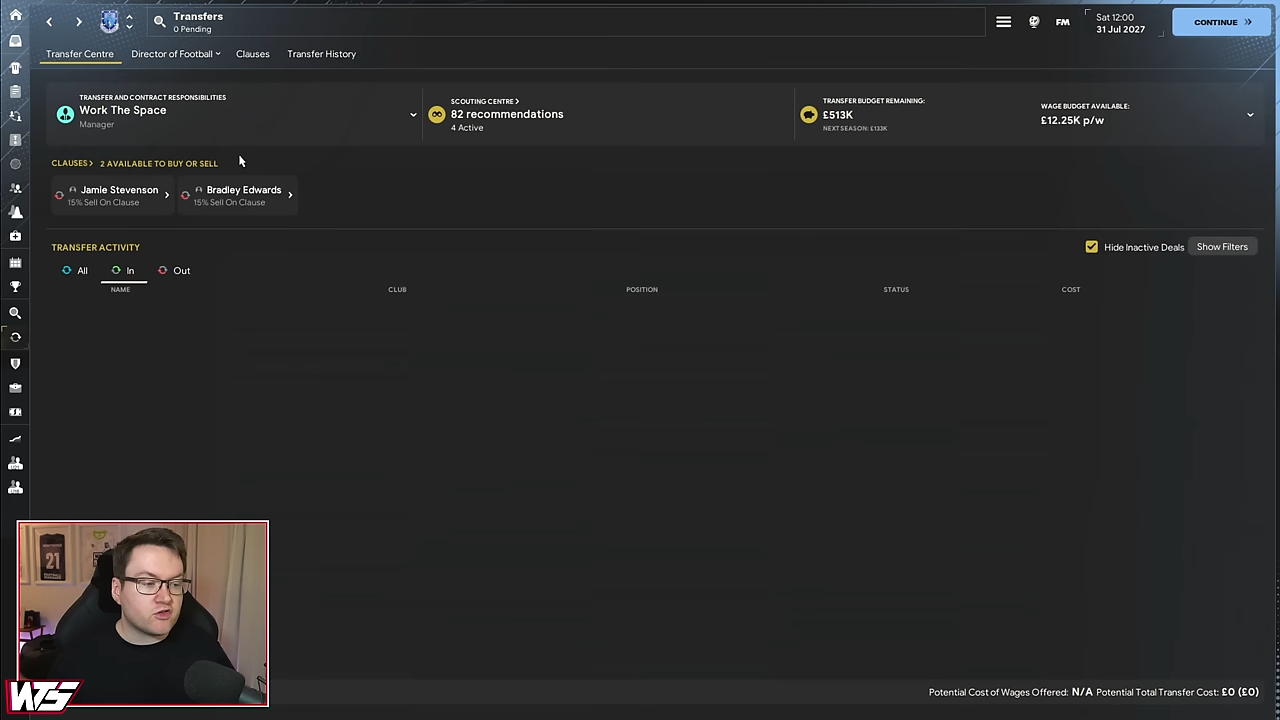 Transfers
0 Pending
FM
Sat 12:00
31 Jul 2027
CONTINUE
Transfer Centre
Director of Football
Clauses
Transfer History
TRANSFER AND CONTRACT RESPONSIBILITIES
Work The Space
Manager
SCOUTING CENTRE >
82 recommendations
4 Active
TRANSFER BUDGET REMAINING:
£513K
NEXT SEASON: £133K
WAGE BUDGET AVAILABLE:
£12.25K p/w
CLAUSES > 2 AVAILABLE TO BUY OR SELL
Jamie Stevenson
15% Sell On Clause
Bradley Edwards
15% Sell On Clause
TRANSFER ACTIVITY
Hide Inactive Deals
Show Filters
All
In
Out
NAME CLUB POSITION STATUS COST
21
WTS
Potential Cost of Wages Offered: N/A Potential Total Transfer Cost: £0 (£0)